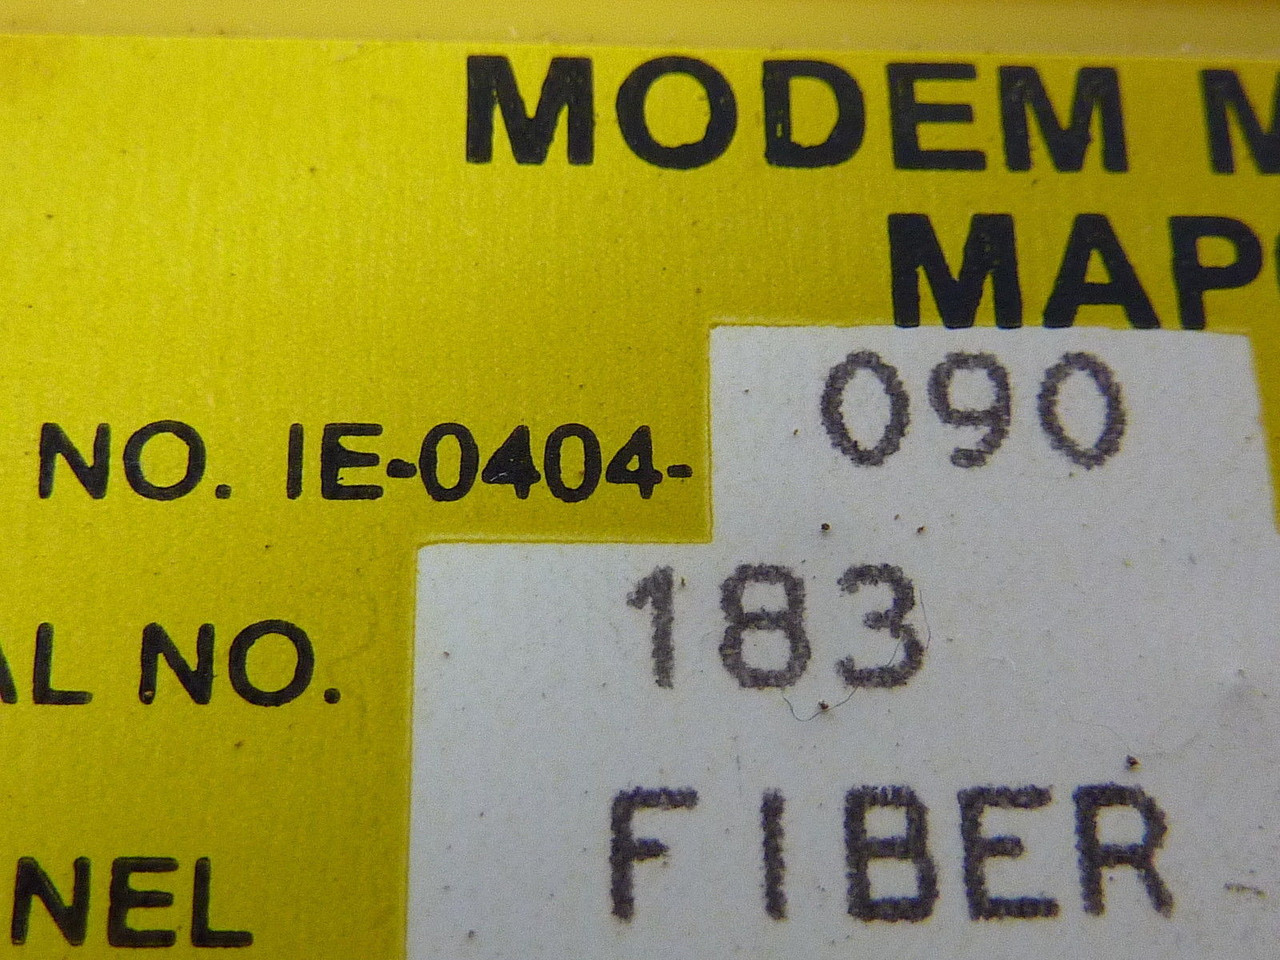 MODEM M
MAP
NO. IE-0404- 090
AL NO. 183
NEL FIBER